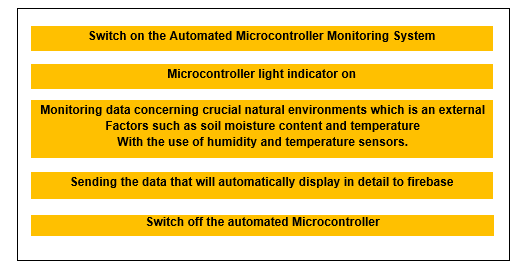 Switch on the Automated Microcontroller Monitoring System
Microcontroller light indicator on
Monitoring data concerning crucial natural environments which is an external
Factors such as soil moisture content and temperature
With the use of humidity and temperature sensors.
Sending the data that will automatically display in detail to firebase
Switch off the automated Microcontroller